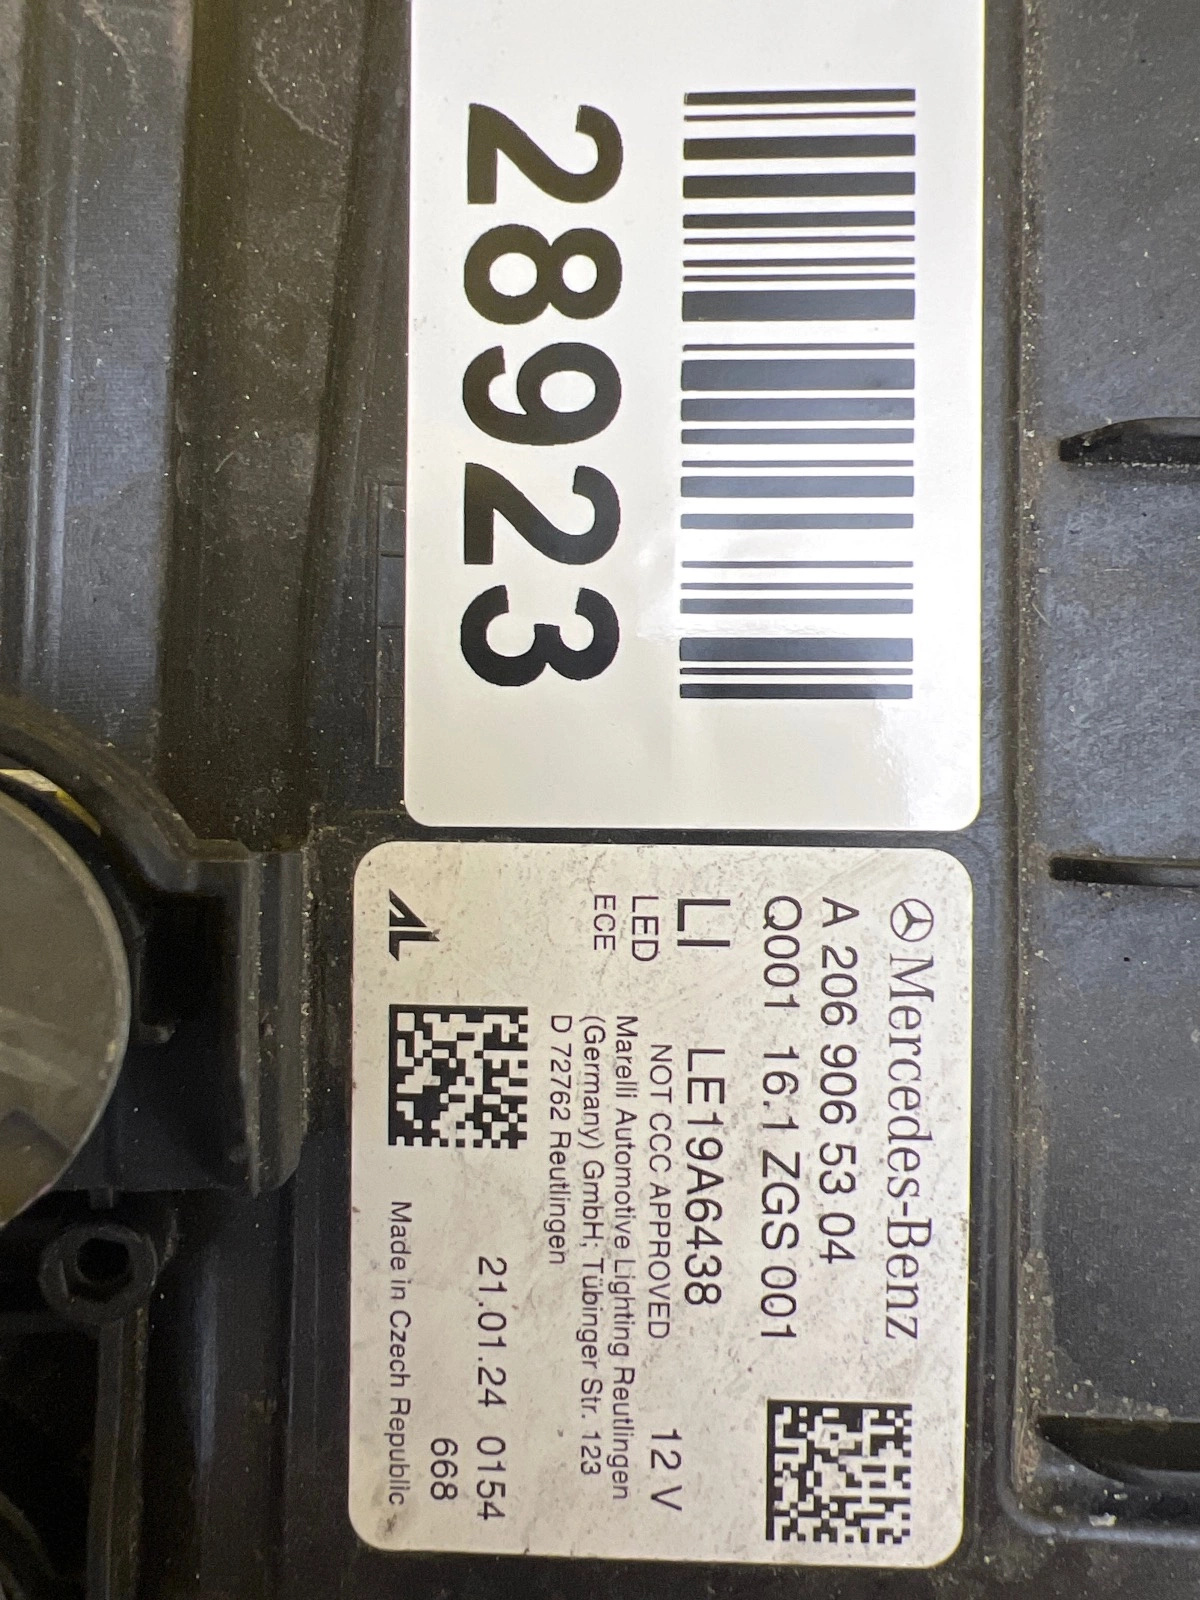 28923
Mercedes-Benz
A 206 906 53 04
Q001 16.1 ZGS 001
LI LE19A6438
LED NOT CCC APPROVED 12 V
ECE Marelli Automotive Lighting Reutlingen
(Germany) GmbH; Tübinger Str. 123
D 72762 Reutlingen
AL 21.01.24 0154
668
Made in Czech Republic